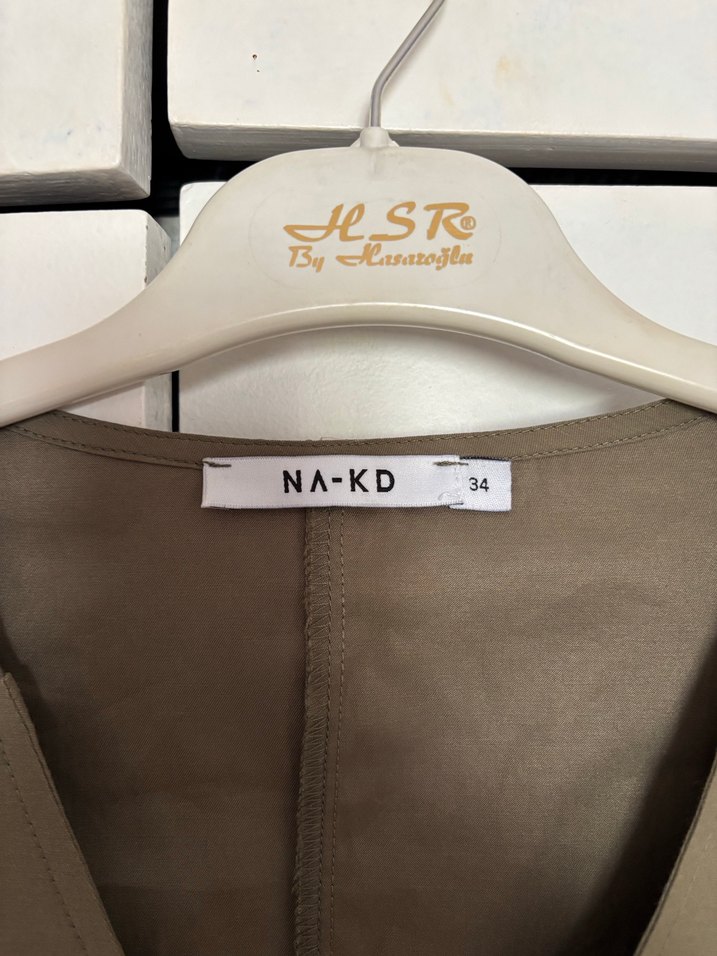 HSR®
By Hasaroğlu
NA-KD
34